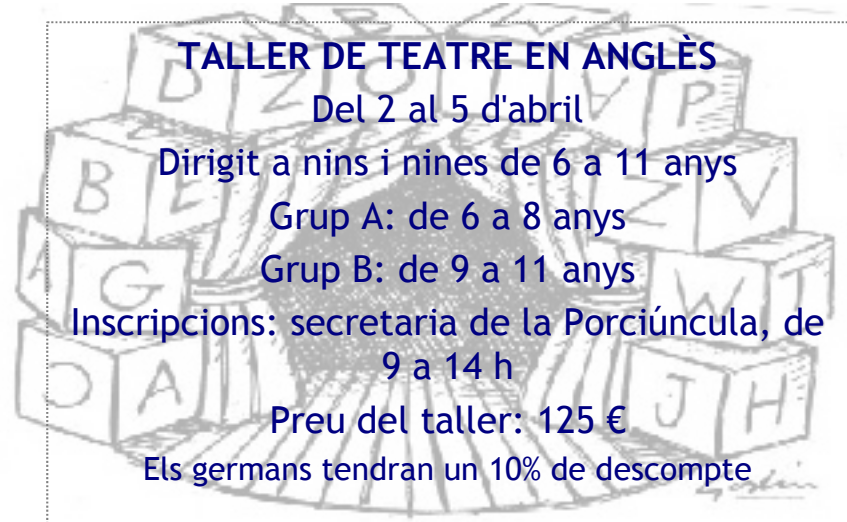 TALLER DE TEATRE EN ANGLÈS
Del 2 al 5 d'abril
Dirigit a nins i nines de 6 a 11 anys
Grup A: de 6 a 8 anys
Grup B: de 9 a 11 anys
Inscripcions: secretaria de la Porciúncula, de
9 a 14 h
Preu del taller: 125 €
Els germans tendran un 10% de descompte